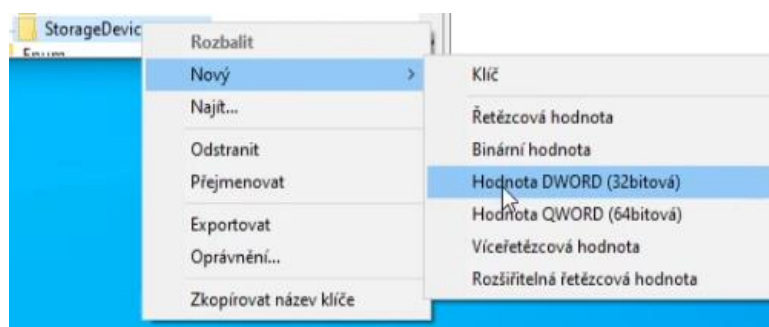 StorageDevic
Enum
Rozbalit
Nový
Najít...
Odstranit
Přejmenovat
Exportovat
Oprávnění...
Zkopírovat název klíče
Klíč
Řetězcová hodnota
Binární hodnota
Hodnota DWORD (32bitová)
Hodnota QWORD (64bitová)
Víceřetězcová hodnota
Rozšiřitelná řetězcová hodnota